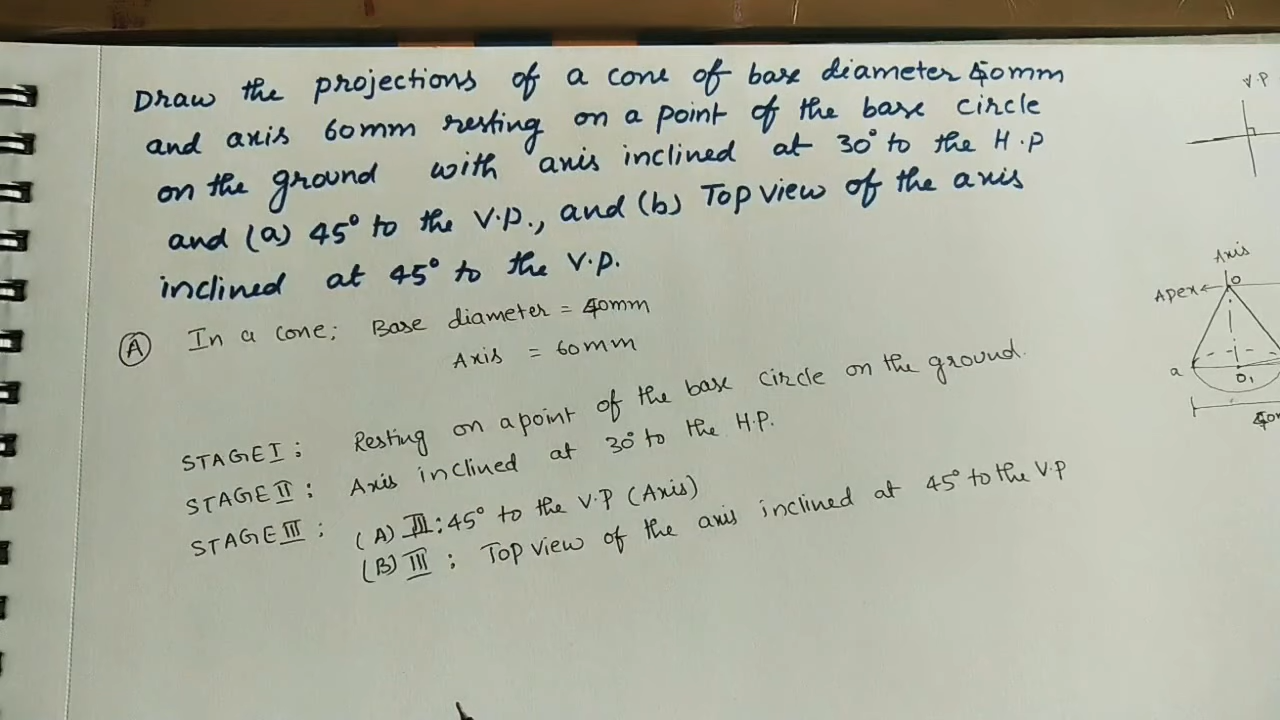 Draw the projections of a cone of base diameter 40mm
and axis 60mm resting on a point of the base circle
on the ground with axis inclined at 30° to the H.P
and (a) 45° to the V.P., and (b) Top view of the axis
inclined at 45° to the V.P.
(A) In a cone; Base diameter = 40mm
Axis = 60mm
STAGE I : Resting on a point of the base circle on the ground.
STAGE II : Axis inclined at 30° to the H.P.
STAGE III : (A) III : 45° to the V.P (Axis)
(B) III : Top view of the axis inclined at 45° to the V.P
V.P
Axis
Apex O
a O1